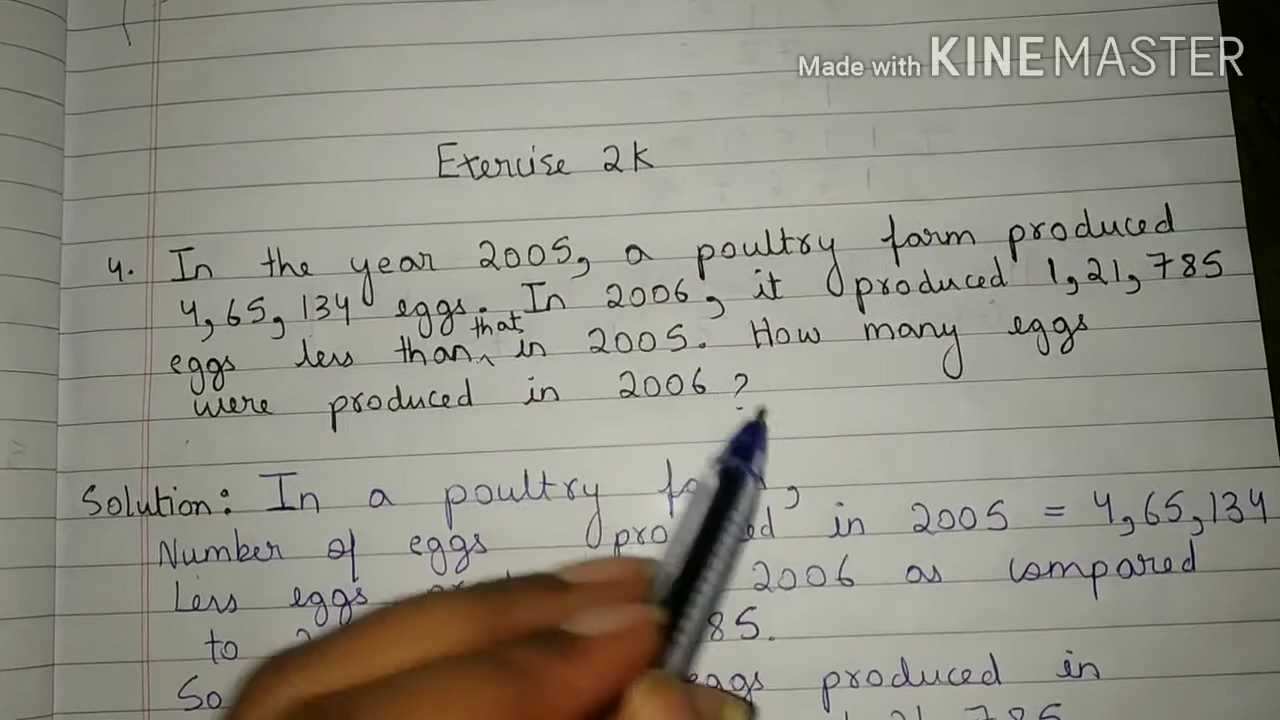 Made with KINEMASTER
Exercise 2K
4. In the year 2005, a poultry farm produced
4,65,134 eggs. In 2006, it produced 1,21,785
eggs less than that in 2005. How many eggs
were produced in 2006?
Solution: In a poultry
Number of eggs in 2005 = 4,65,134
Less eggs 2006 as compared
to 85.
So eggs produced in